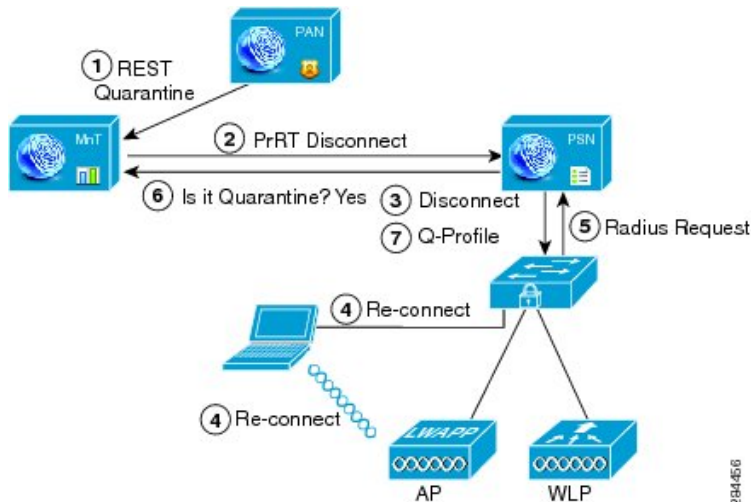 PAN
1 REST
Quarantine
MnT
2 PrRT Disconnect
PSN
6 Is it Quarantine? Yes
3 Disconnect
7 Q-Profile
5 Radius Request
4 Re-connect
4 Re-connect
LWAPP
AP
WLP
294456